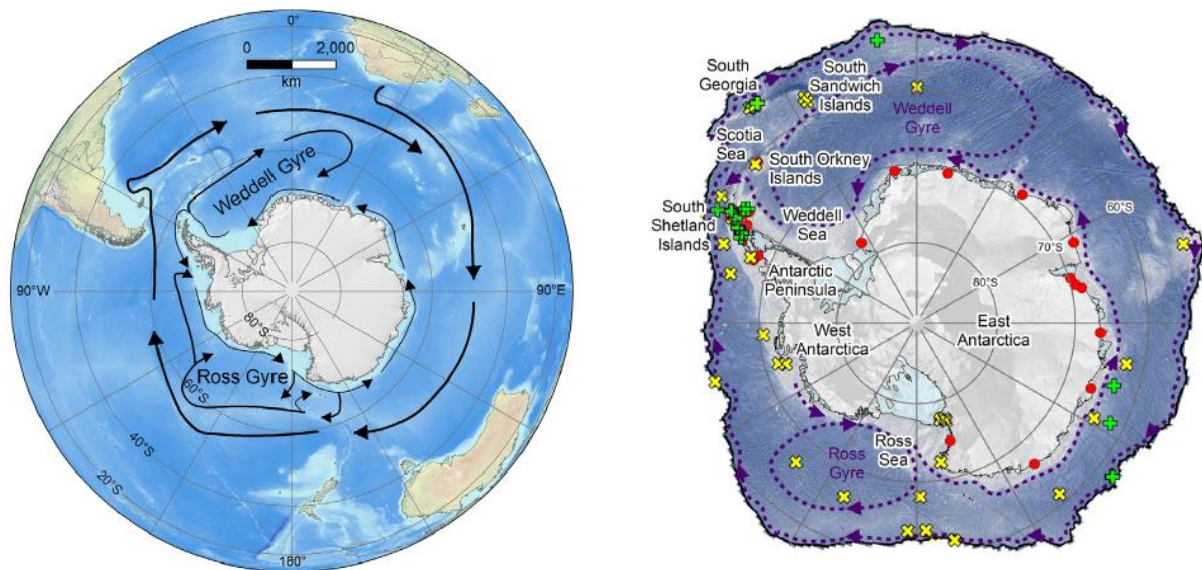 0°
0 2,000
km
Weddell Gyre
90°W
90°E
80°S
Ross Gyre
60°S
40°S
20°S
180°
South
Georgia
South
Sandwich
Islands
Weddell
Gyre
Scotia
Sea
South Orkney
Islands
60°S
South
Shetland
Islands
Weddell
Sea
70°S
Antarctic
Peninsula
80°S
West
Antarctica
East
Antarctica
Ross
Sea
Ross
Gyre